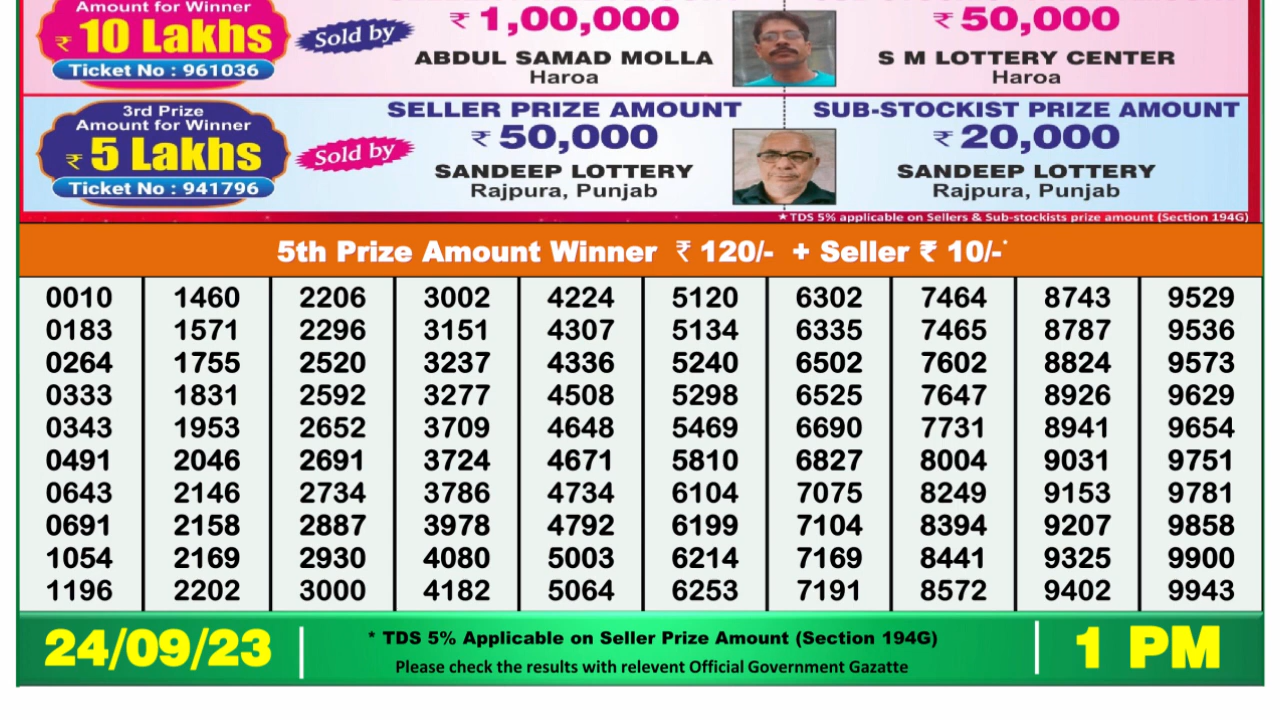 Amount for Winner
₹ 10 Lakhs
Ticket No : 961036
Sold by
₹ 1,00,000
ABDUL SAMAD MOLLA
Haroa
₹ 50,000
S M LOTTERY CENTER
Haroa
3rd Prize
Amount for Winner
₹ 5 Lakhs
Ticket No : 941796
Sold by
SELLER PRIZE AMOUNT
₹ 50,000
SANDEEP LOTTERY
Rajpura, Punjab
SUB-STOCKIST PRIZE AMOUNT
₹ 20,000
SANDEEP LOTTERY
Rajpura, Punjab
★TDS 5% applicable on Sellers & Sub-stockists prize amount (Section 194G)
5th Prize Amount Winner ₹ 120/- + Seller ₹ 10/-*
0010 1460 2206 3002 4224 5120 6302 7464 8743 9529
0183 1571 2296 3151 4307 5134 6335 7465 8787 9536
0264 1755 2520 3237 4336 5240 6502 7602 8824 9573
0333 1831 2592 3277 4508 5298 6525 7647 8926 9629
0343 1953 2652 3709 4648 5469 6690 7731 8941 9654
0491 2046 2691 3724 4671 5810 6827 8004 9031 9751
0643 2146 2734 3786 4734 6104 7075 8249 9153 9781
0691 2158 2887 3978 4792 6199 7104 8394 9207 9858
1054 2169 2930 4080 5003 6214 7169 8441 9325 9900
1196 2202 3000 4182 5064 6253 7191 8572 9402 9943
24/09/23
* TDS 5% Applicable on Seller Prize Amount (Section 194G)
Please check the results with relevent Official Government Gazatte
1 PM